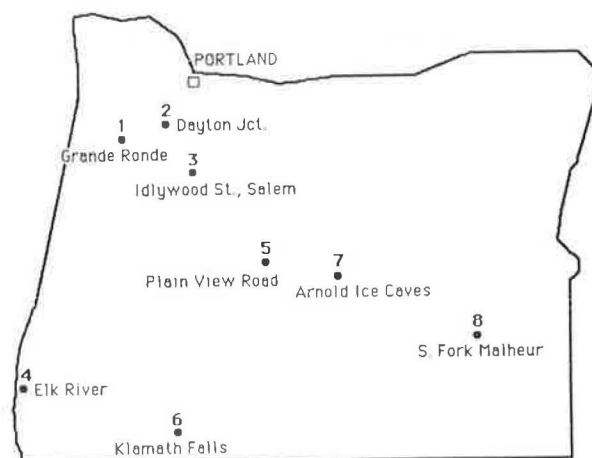 PORTLAND
2
Dayton Jct.
1
Grande Ronde
3
Idlywood St., Salem
5
Plain View Road
7
Arnold Ice Caves
8
S. Fork Malheur
4
Elk River
6
Klamath Falls